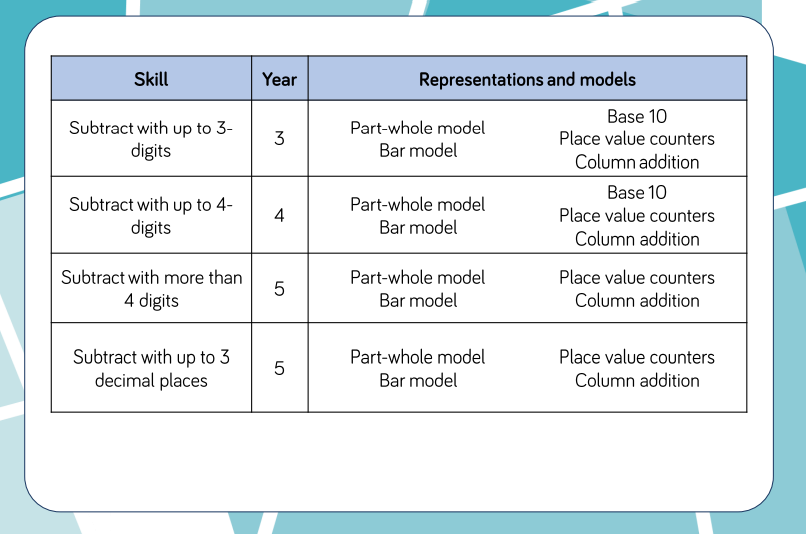 Skill Year Representations and models
Subtract with up to 3-
digits
3
Part-whole model
Bar model
Base 10
Place value counters
Column addition
Subtract with up to 4-
digits
4
Part-whole model
Bar model
Base 10
Place value counters
Column addition
Subtract with more than
4 digits
5
Part-whole model
Bar model
Place value counters
Column addition
Subtract with up to 3
decimal places
5
Part-whole model
Bar model
Place value counters
Column addition